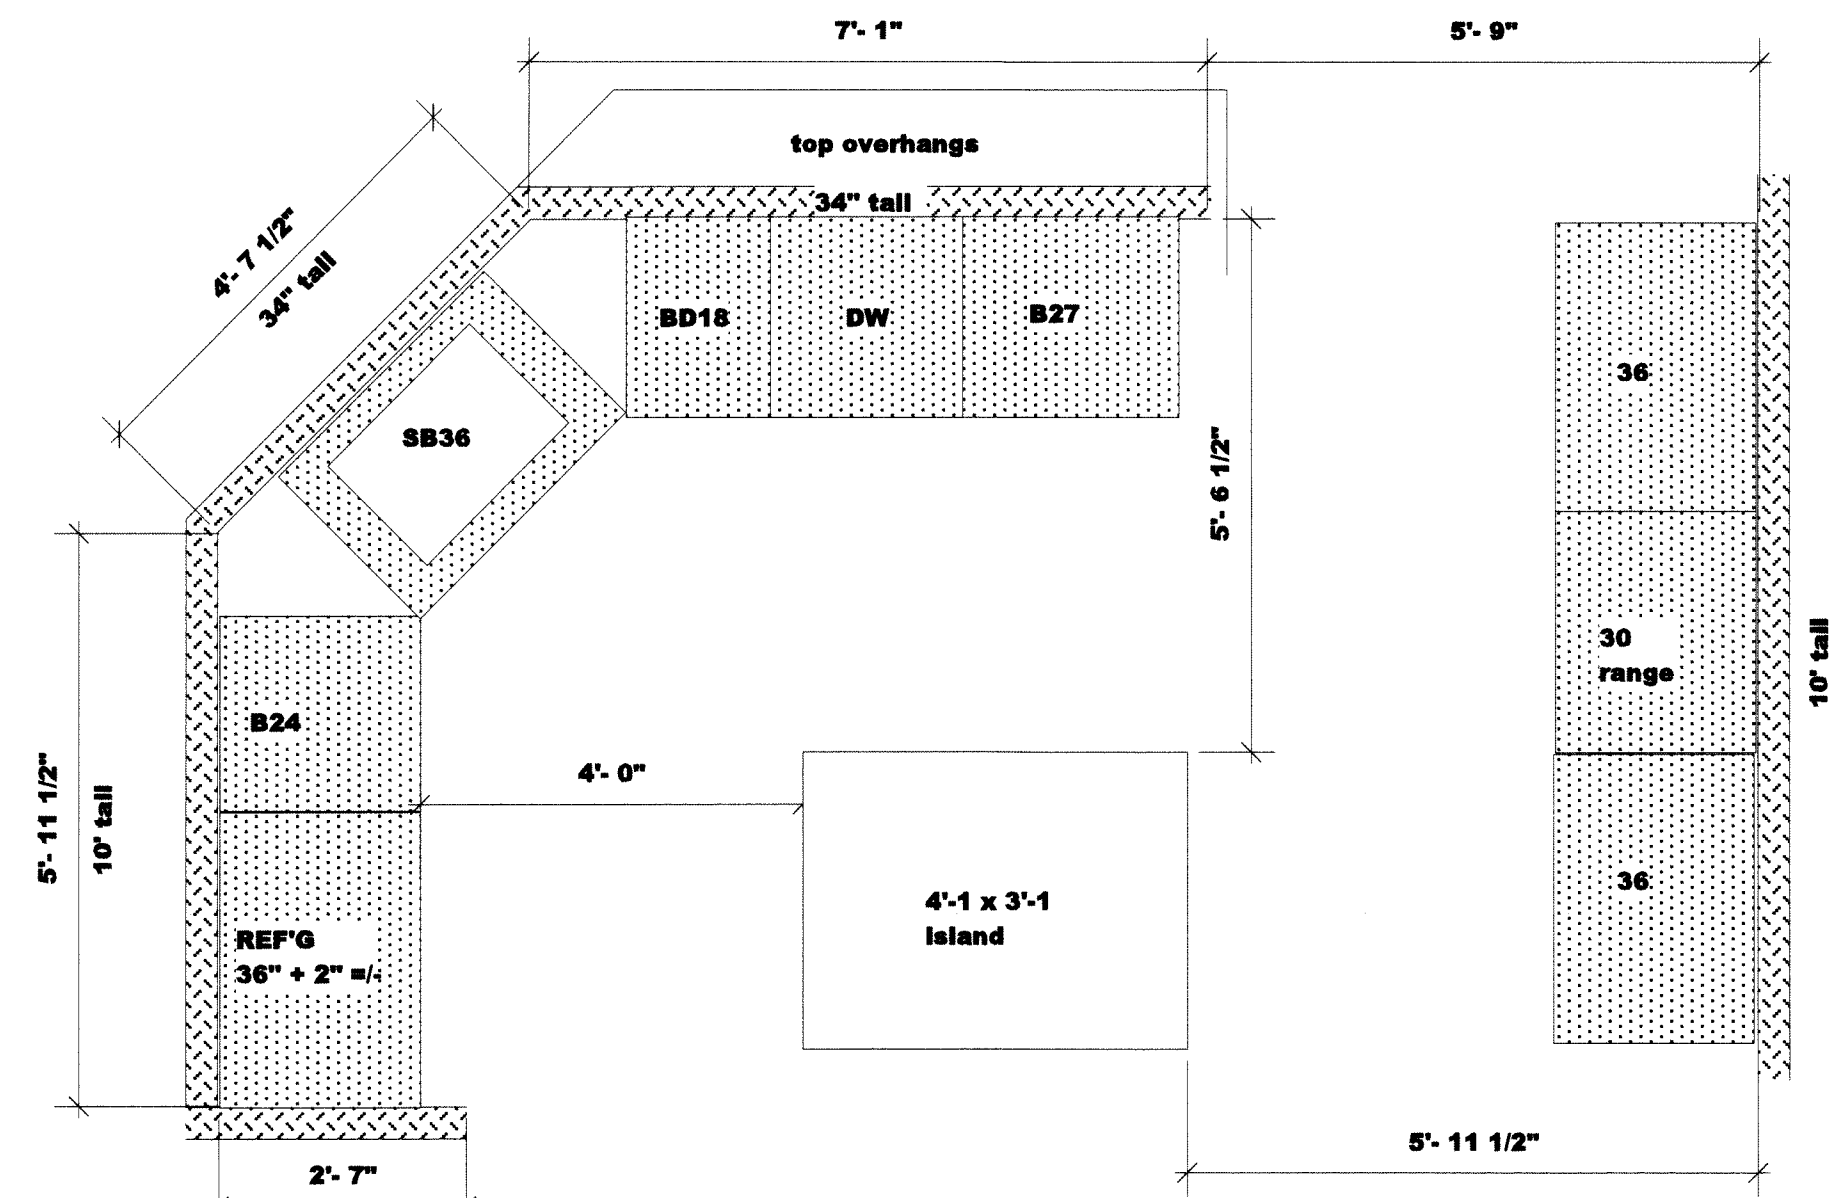 7'- 1"
5'- 9"
top overhangs
34" tall
4'- 7 1/2"
34" tall
BD18
DW
B27
36
SB36
5'- 6 1/2"
30
range
10' tall
B24
4'- 0"
5'- 11 1/2"
10' tall
36
4'-1 x 3'-1
Island
REF'G
36" + 2" =/-
5'- 11 1/2"
2'- 7"